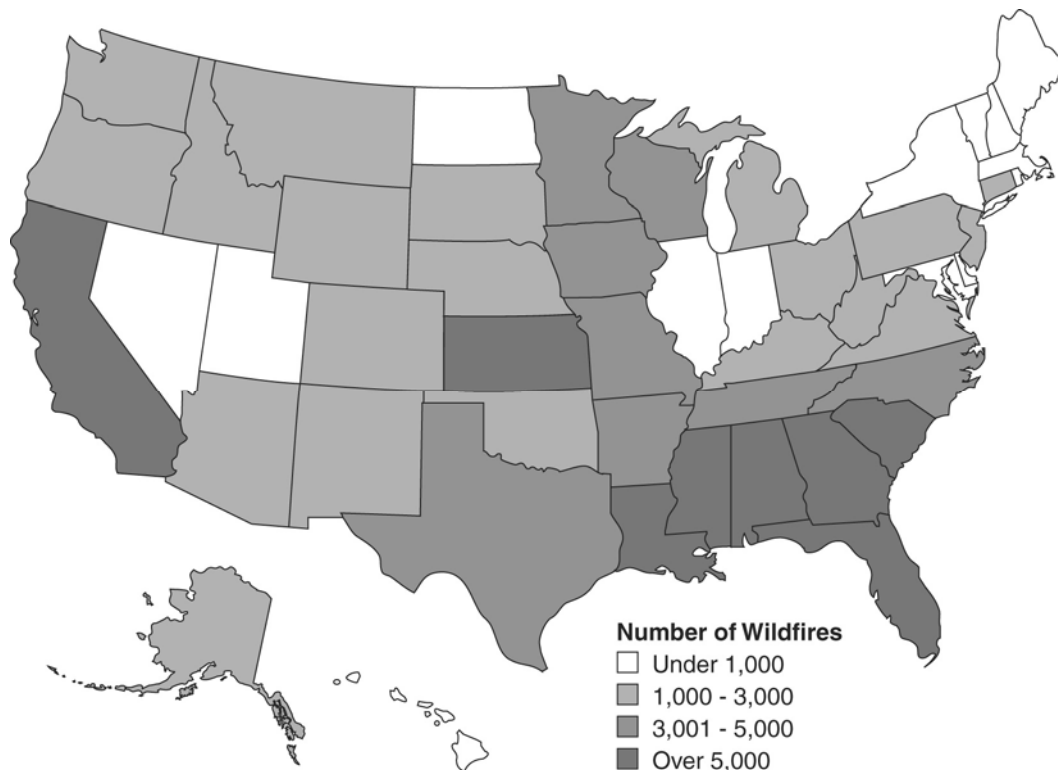 Number of Wildfires
Under 1,000
1,000 - 3,000
3,001 - 5,000
Over 5,000